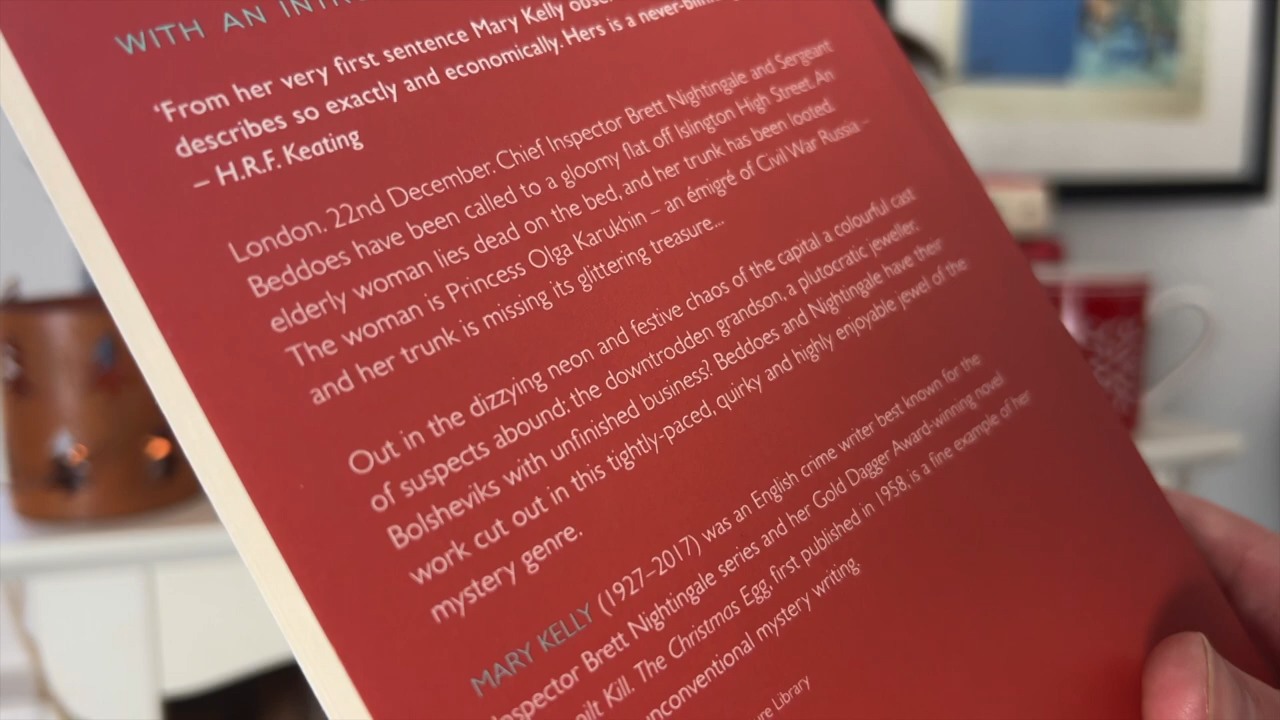 WITH AN INTR
'From her very first sentence Mary Kelly obse
describes so exactly and economically. Hers is a never-blin
– H.R.F. Keating
London. 22nd December. Chief Inspector Brett Nightingale and Sergeant
Beddoes have been called to a gloomy flat off Islington High Street. An
elderly woman lies dead on the bed, and her trunk has been looted.
The woman is Princess Olga Karukhin – an émigré of Civil War Russia –
and her trunk is missing its glittering treasure...
Out in the dizzying neon and festive chaos of the capital a colourful cast
of suspects abound: the downtrodden grandson, a plutocratic jeweller,
Bolsheviks with unfinished business? Beddoes and Nightingale have their
work cut out in this tightly-paced, quirky and highly enjoyable jewel of the
mystery genre.
MARY KELLY (1927–2017) was an English crime writer best known for the
Inspector Brett Nightingale series and her Gold Dagger Award-winning novel
ilt Kill. The Christmas Egg, first published in 1958, is a fine example of her
unconventional mystery writing.
ure Library